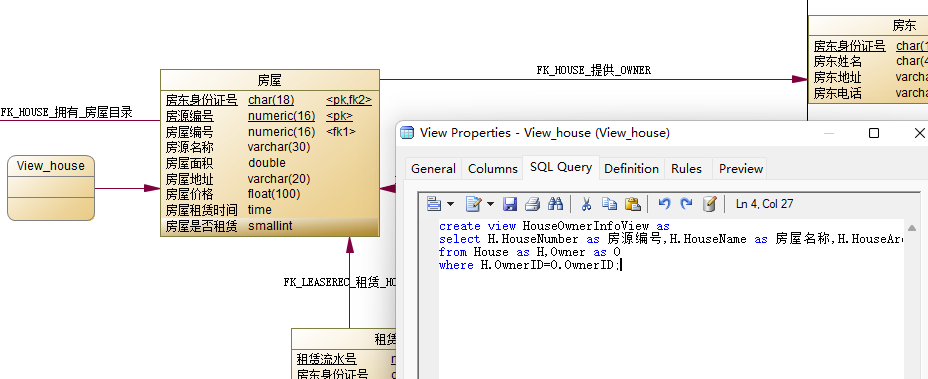 房东
房东身份证号 char(1
房东姓名 char(4
房东地址 varcha
房东电话 varcha
FK_HOUSE_提供_OWNER
房屋
房东身份证号 char(18) <pk,fk2>
房源编号 numeric(16) <pk>
房屋编号 numeric(16) <fk1>
房源名称 varchar(30)
房屋面积 double
房屋地址 varchar(20)
房屋价格 float(100)
房屋租赁时间 time
房屋是否租赁 smallint
FK_HOUSE_拥有_房屋目录
View_house
FK_LEASEREC_租赁_HO
租赁
租赁流水号
房东身份证号
View Properties - View_house (View_house)
General Columns SQL Query Definition Rules Preview
Ln 4, Col 27
create view HouseOwnerInfoView as
select H.HouseNumber as 房源编号,H.HouseName as 房屋名称,H.HouseAre
from House as H,Owner as O
where H.OwnerID=O.OwnerID;